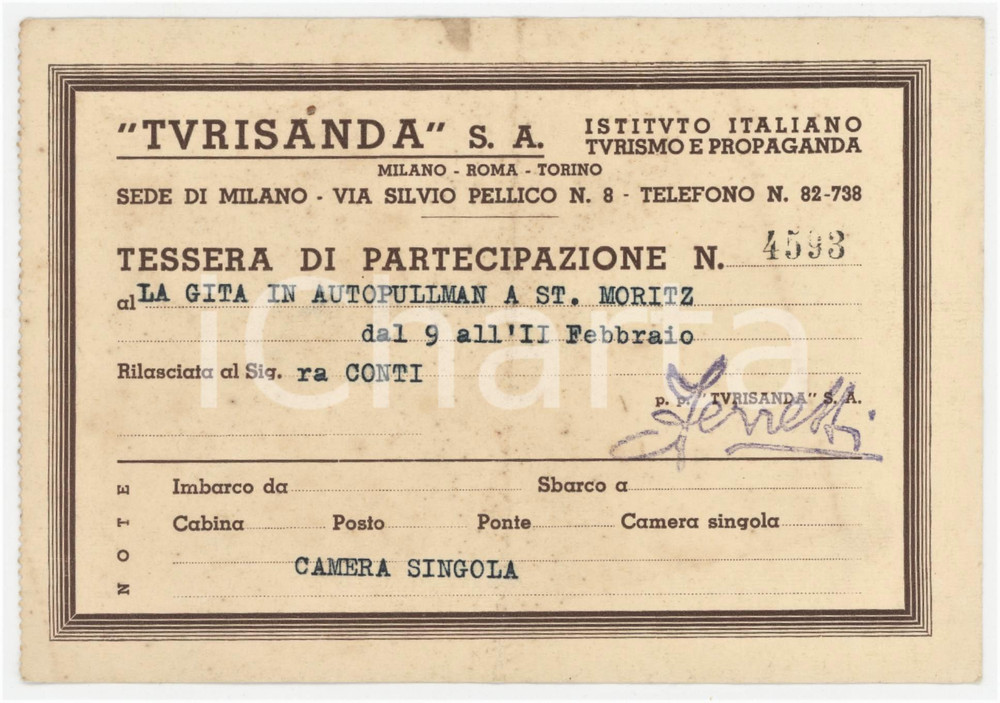 "TVRISANDA" S. A. ISTITVTO ITALIANO
TVRISMO E PROPAGANDA
MILANO - ROMA - TORINO
SEDE DI MILANO - VIA SILVIO PELLICO N. 8 - TELEFONO N. 82-738
TESSERA DI PARTECIPAZIONE N. 4593
al LA GITA IN AUTOPULLMAN A ST. MORITZ
dal 9 all'II Febbraio
Rilasciata al Sig. ra CONTI
p. p. "TVRISANDA" S. A.
NOTE
Imbarco da Sbarco a
Cabina Posto Ponte Camera singola
CAMERA SINGOLA
iCharta